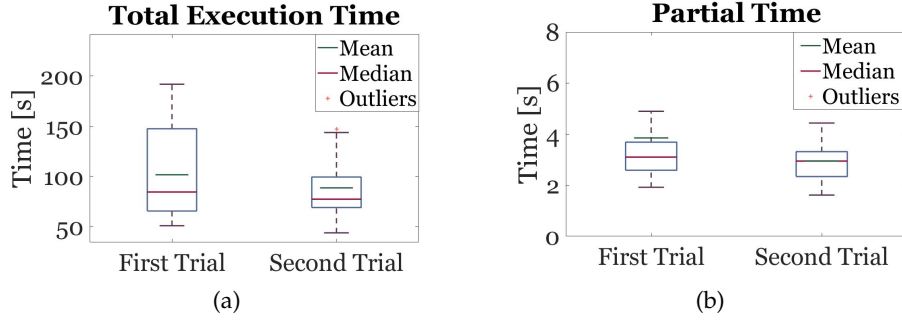 Total Execution Time
Time [s]
200
150
100
50
Mean
Median
Outliers
First Trial
Second Trial
(a)
Partial Time
Time [s]
8
6
4
2
0
Mean
Median
Outliers
First Trial
Second Trial
(b)